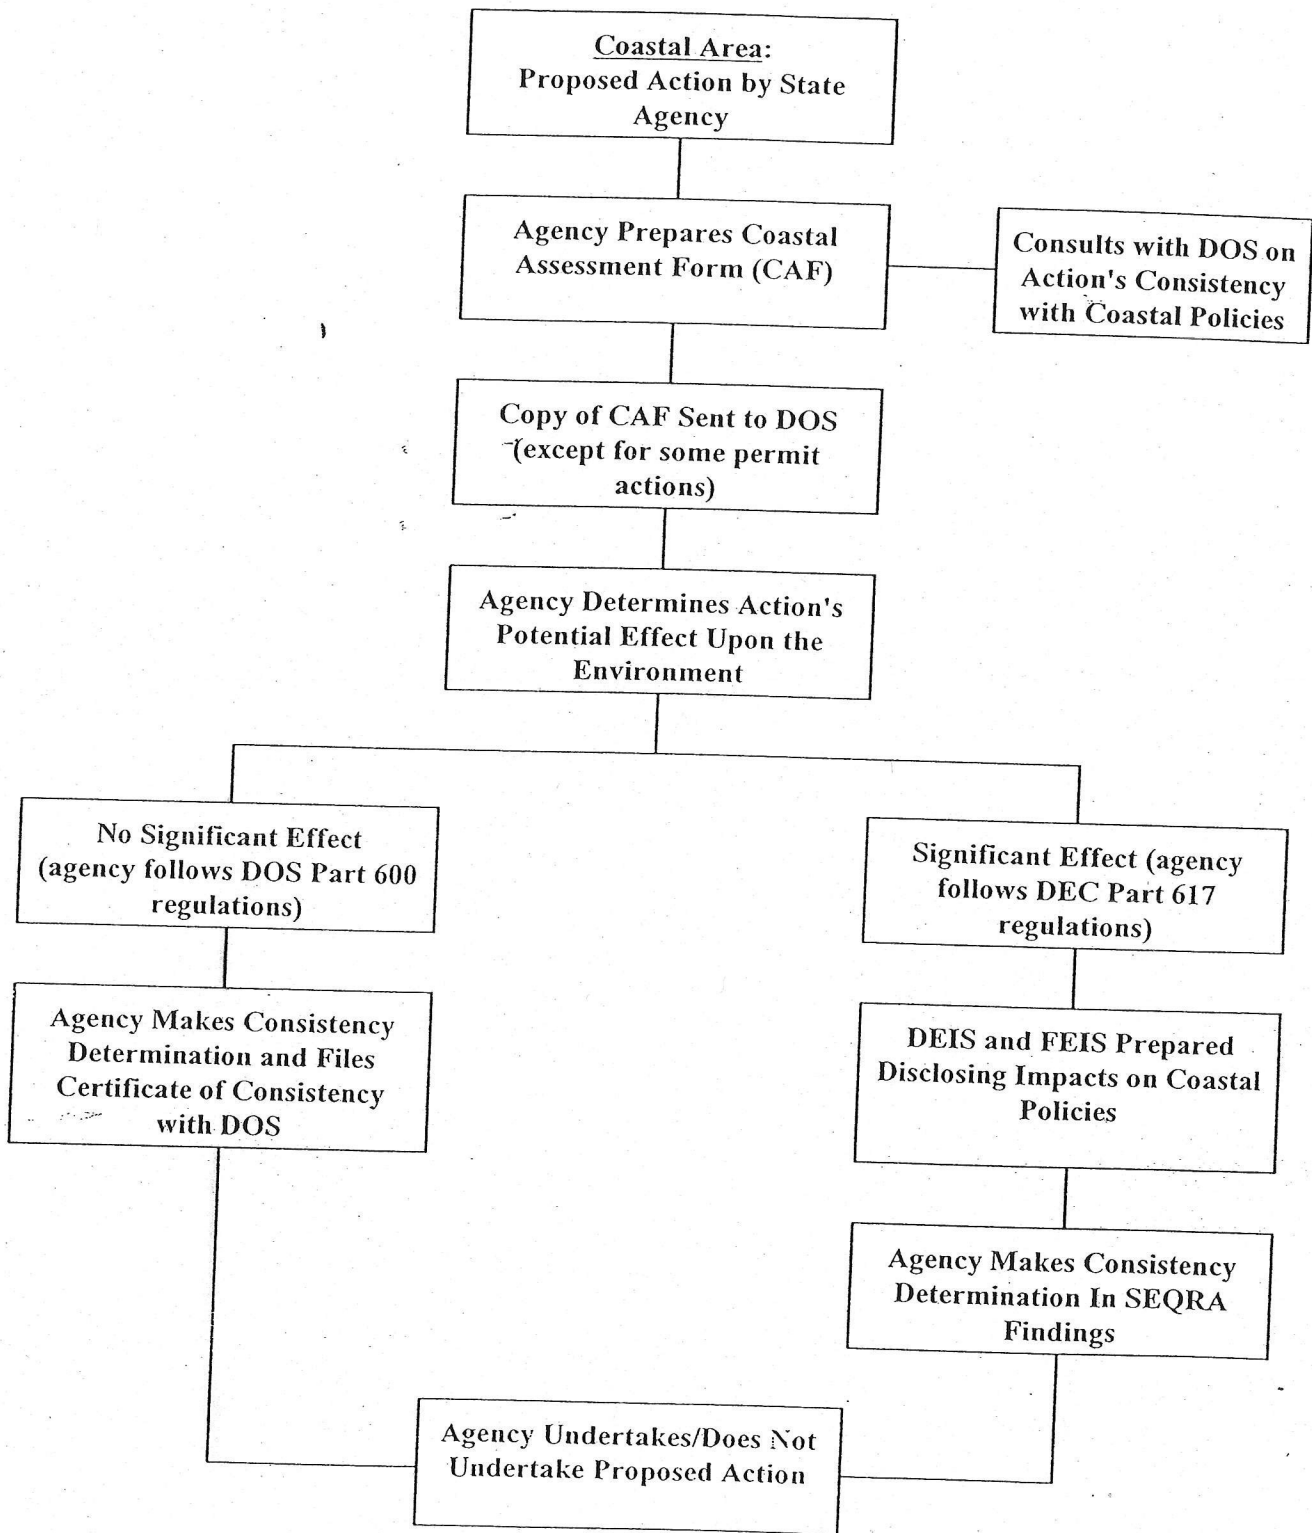 Coastal Area:
Proposed Action by State
Agency
Agency Prepares Coastal
Assessment Form (CAF)
Consults with DOS on
Action's Consistency
with Coastal Policies
Copy of CAF Sent to DOS
(except for some permit
actions)
Agency Determines Action's
Potential Effect Upon the
Environment
No Significant Effect
(agency follows DOS Part 600
regulations)
Significant Effect (agency
follows DEC Part 617
regulations)
Agency Makes Consistency
Determination and Files
Certificate of Consistency
with DOS
DEIS and FEIS Prepared
Disclosing Impacts on Coastal
Policies
Agency Makes Consistency
Determination In SEQRA
Findings
Agency Undertakes/Does Not
Undertake Proposed Action